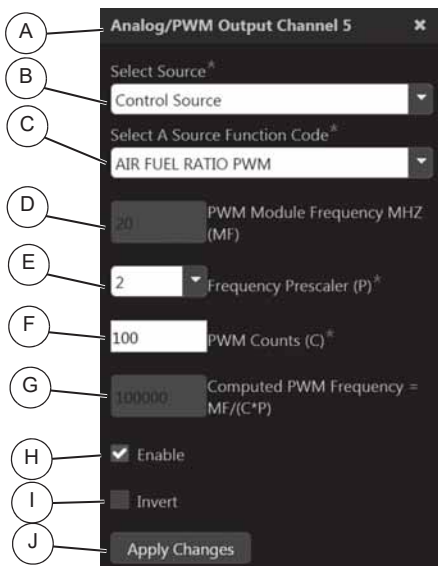 A
Analog/PWM Output Channel 5 ×
B
Select Source*
Control Source
C
Select A Source Function Code*
AIR FUEL RATIO PWM
D
20
PWM Module Frequency MHZ
(MF)
E
2
Frequency Prescaler (P)*
F
100
PWM Counts (C)*
G
100000
Computed PWM Frequency =
MF/(C*P)
H
Enable
I
Invert
J
Apply Changes